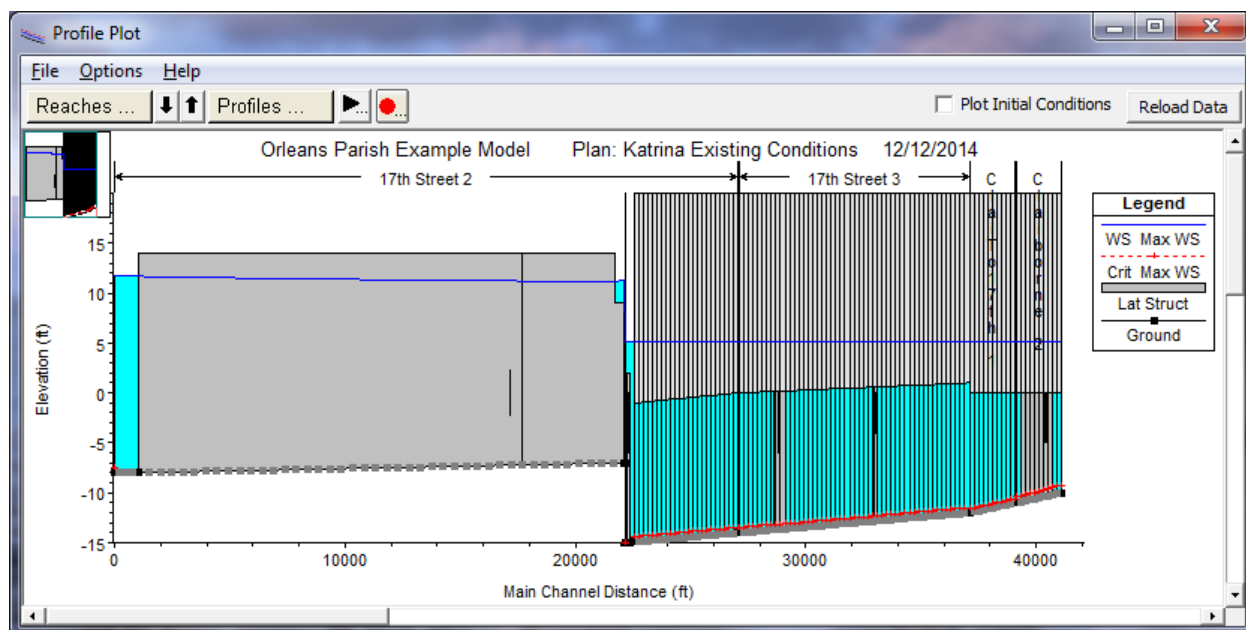 Profile Plot
File Options Help
Reaches ... Profiles ... Plot Initial Conditions Reload Data
Orleans Parish Example Model Plan: Katrina Existing Conditions 12/12/2014
17th Street 2 17th Street 3
Legend
WS Max WS
Crit Max WS
Lat Struct
Ground
15
10
5
0
-5
-10
-15
Elevation (ft)
0 10000 20000 30000 40000
Main Channel Distance (ft)